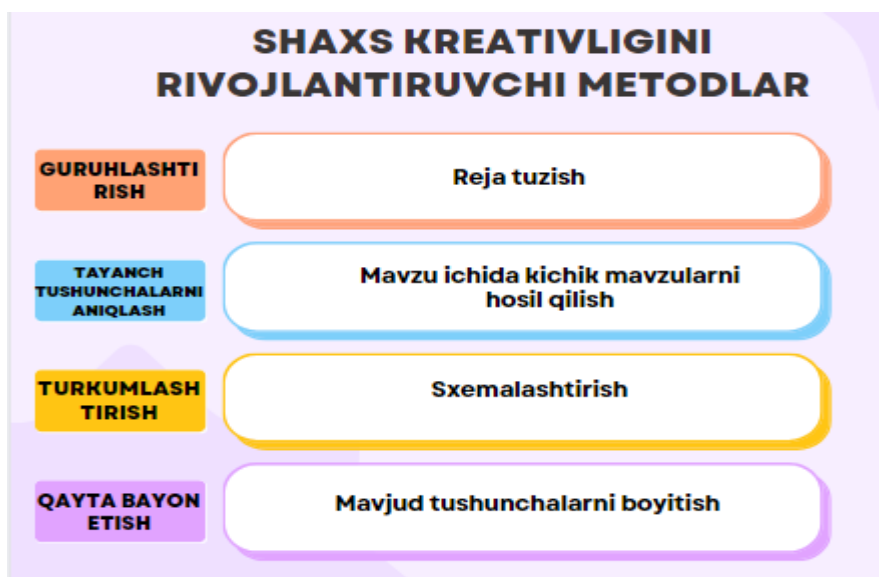 SHAXS KREATIVLIGINI
RIVOJLANTIRUVCHI METODLAR
GURUHLASHTI
RISH
Reja tuzish
TAYANCH
TUSHUNCHALARNI
ANIQLASH
Mavzu ichida kichik mavzularni
hosil qilish
TURKUMLASH
TIRISH
Sxemalashtirish
QAYTA BAYON
ETISH
Mavjud tushunchalarni boyitish